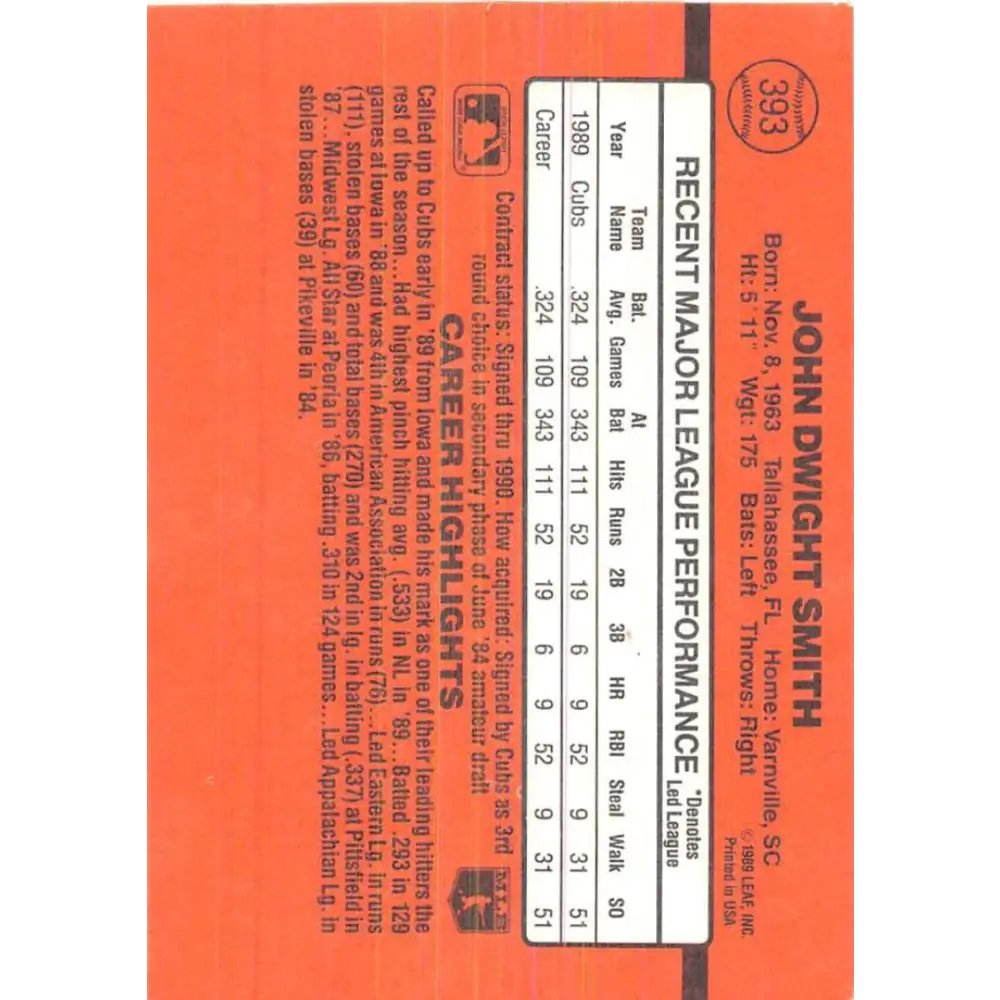 393
JOHN DWIGHT SMITH
Born: Nov. 8, 1963 Tallahassee, FL Home: Varnville, SC
Ht: 5' 11" Wgt: 175 Bats: Left Throws: Right
© 1989 LEAF, INC.
Printed in USA
RECENT MAJOR LEAGUE PERFORMANCE *Denotes
Led League
Team Bat. At
Year Name Avg. Games Bat Hits Runs 2B 3B HR RBI Steal Walk SO
1989 Cubs .324 109 343 111 52 19 6 9 52 9 31 51
Career .324 109 343 111 52 19 6 9 52 9 31 51
Contract status: Signed thru 1990. How acquired: Signed by Cubs as 3rd
round choice in secondary phase of June '84 amateur draft
MLB
CAREER HIGHLIGHTS
Called up to Cubs early in '89 from Iowa and made his mark as one of their leading hitters the
rest of the season...Had highest pinch hitting avg. (.533) in NL in '89...Batted .293 in 129
games at Iowa in '88 and was 4th in American Association in runs (76)...Led Eastern Lg. in runs
(111), stolen bases (60) and total bases (270) and was 2nd in lg. in batting (.337) at Pittsfield in
'87...Midwest Lg. All Star at Peoria in '86, batting .310 in 124 games...Led Appalachian Lg. in
stolen bases (39) at Pikeville in '84.